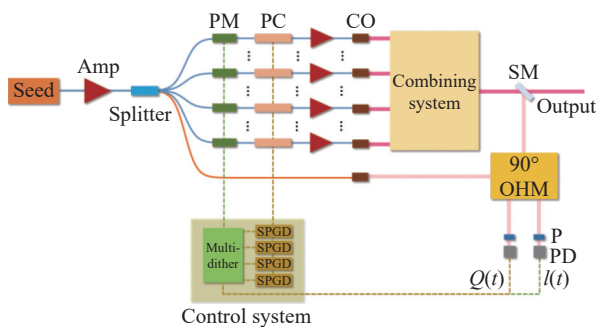 PM
PC
CO
Amp
Seed
Splitter
Combining
system
SM
Output
90°
OHM
P
PD
Q(t)
I(t)
Multi-
dither
SPGD
SPGD
SPGD
SPGD
Control system